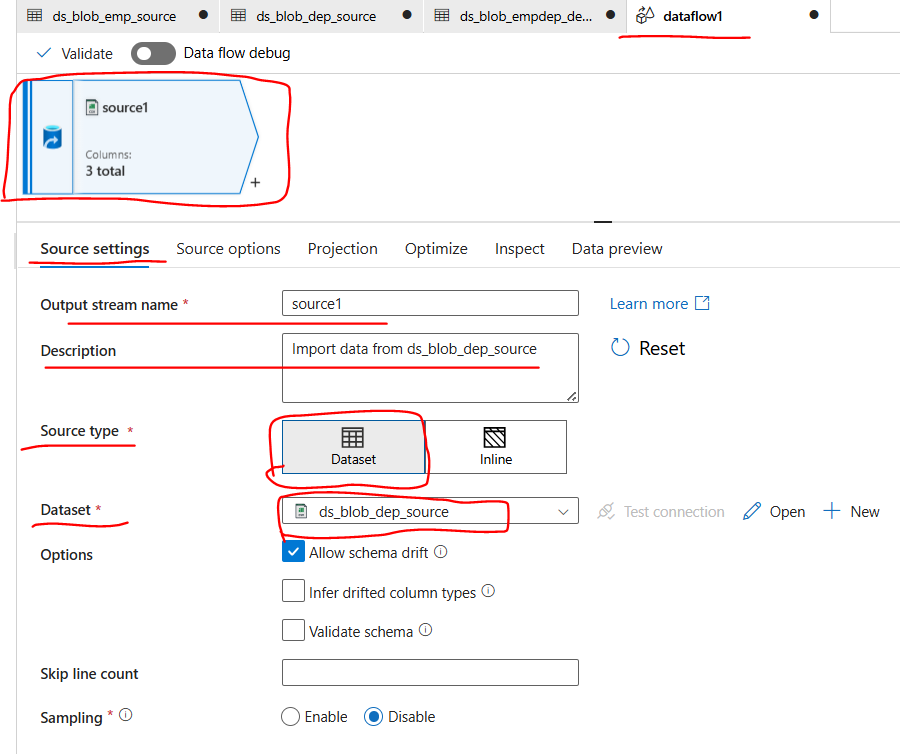 ds_blob_emp_source ds_blob_dep_source ds_blob_empdep_de... dataflow1
Validate Data flow debug
source1
Columns:
3 total
+
Source settings Source options Projection Optimize Inspect Data preview
Output stream name * source1 Learn more
Description Import data from ds_blob_dep_source Reset
Source type *
Dataset Inline
Dataset * ds_blob_dep_source Test connection Open New
Options Allow schema drift
Infer drifted column types
Validate schema
Skip line count
Sampling * Enable Disable